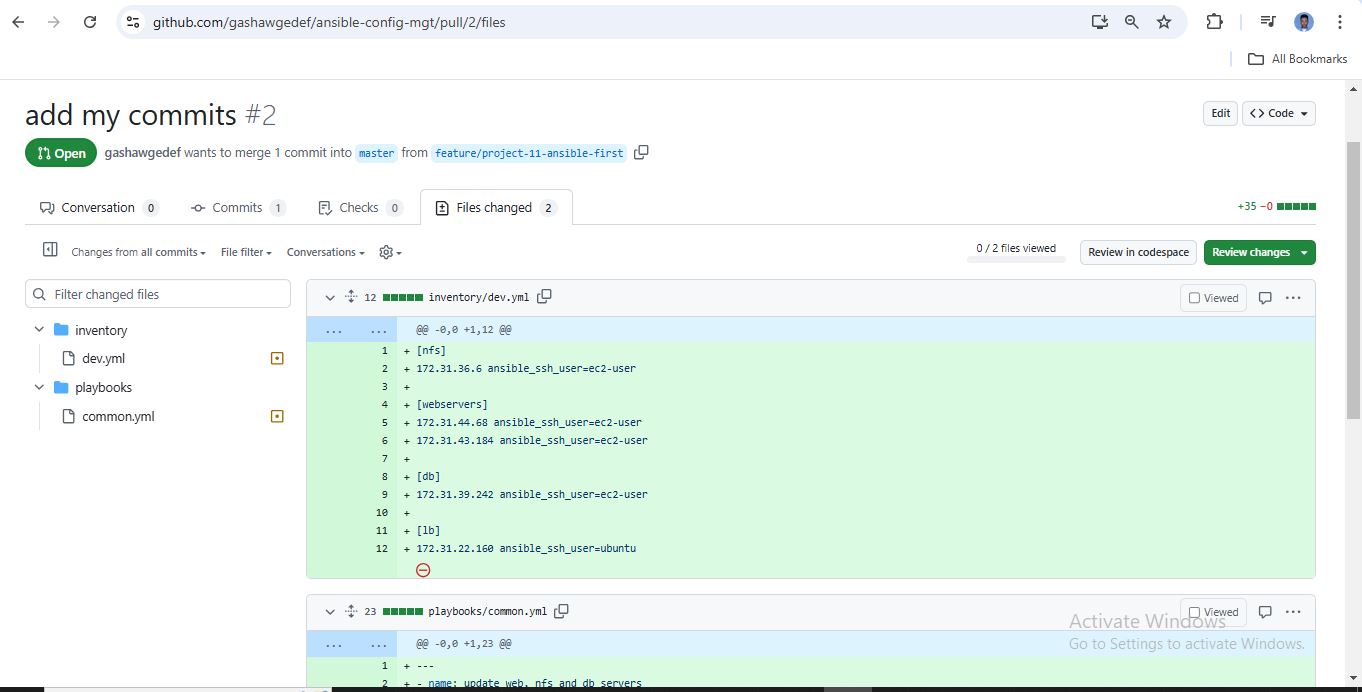 github.com/gashawgedef/ansible-config-mgt/pull/2/files
All Bookmarks
add my commits #2
Edit
<> Code
Open
gashawgedef wants to merge 1 commit into master from feature/project-11-ansible-first
Conversation 0
Commits 1
Checks 0
Files changed 2
+35 −0
Changes from all commits
File filter
Conversations
0 / 2 files viewed
Review in codespace
Review changes
Filter changed files
inventory
dev.yml
playbooks
common.yml
12 inventory/dev.yml
Viewed
... ... @@ -0,0 +1,12 @@
1 + [nfs]
2 + 172.31.36.6 ansible_ssh_user=ec2-user
3 +
4 + [webservers]
5 + 172.31.44.68 ansible_ssh_user=ec2-user
6 + 172.31.43.184 ansible_ssh_user=ec2-user
7 +
8 + [db]
9 + 172.31.39.242 ansible_ssh_user=ec2-user
10 +
11 + [lb]
12 + 172.31.22.160 ansible_ssh_user=ubuntu
23 playbooks/common.yml
Viewed
... ... @@ -0,0 +1,23 @@
1 + ---
2 + - name: update web, nfs and db servers
Activate Windows
Go to Settings to activate Windows.